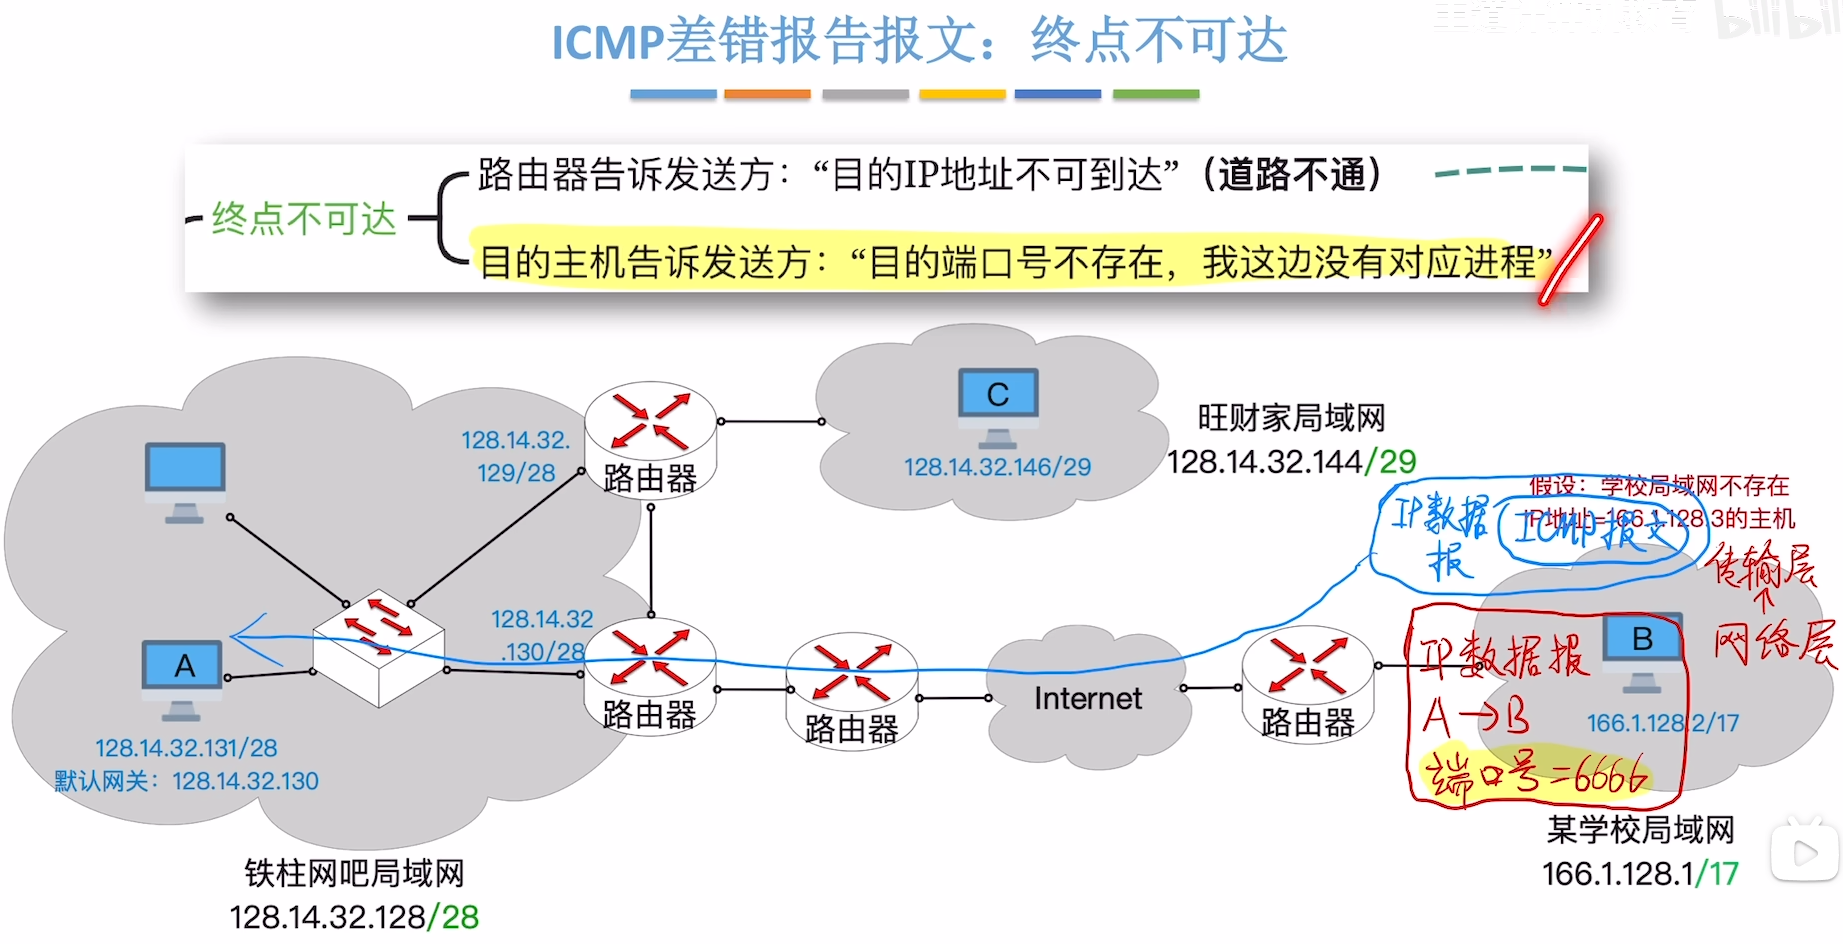 ICMP差错报告报文：终点不可达
bilibili
路由器告诉发送方：“目的IP地址不可到达”（道路不通）
终点不可达
目的主机告诉发送方：“目的端口号不存在，我这边没有对应进程”
C
128.14.32.146/29
旺财家局域网
128.14.32.144/29
128.14.32.
129/28
路由器
假设：学校局域网不存在
IP地址=166.1.128.3的主机
IP数据报
ICMP报文
传输层
网络层
A
128.14.32.131/28
默认网关：128.14.32.130
128.14.32
.130/28
路由器
路由器
Internet
路由器
B
166.1.128.2/17
IP数据报
A→B
端口号=6666
铁柱网吧局域网
128.14.32.128/28
某学校局域网
166.1.128.1/17